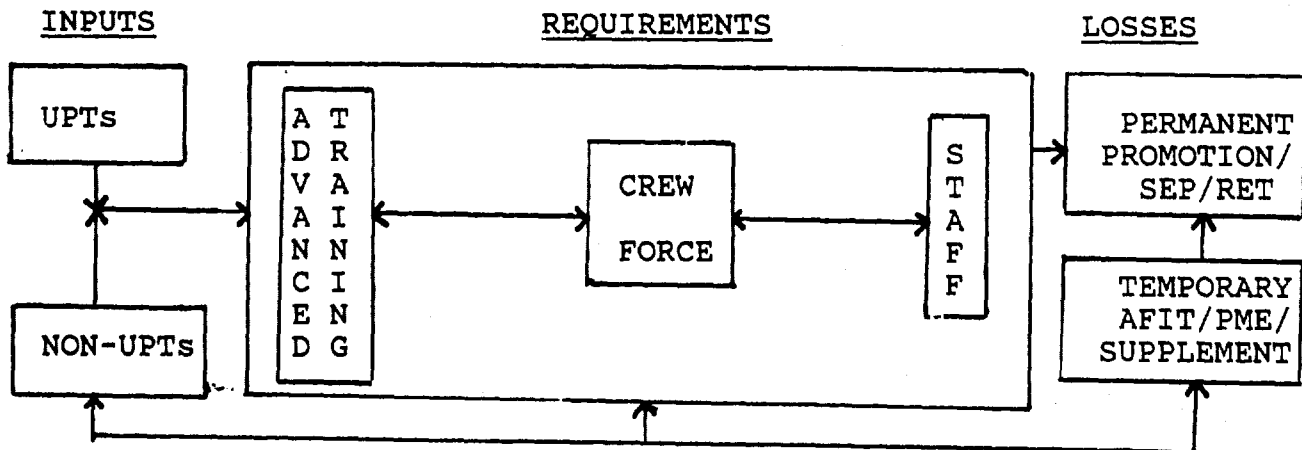 INPUTS
REQUIREMENTS
LOSSES
UPTs
NON-UPTs
ADVANCED
TRAINING
CREW
FORCE
STAFF
PERMANENT
PROMOTION/
SEP/RET
TEMPORARY
AFIT/PME/
SUPPLEMENT